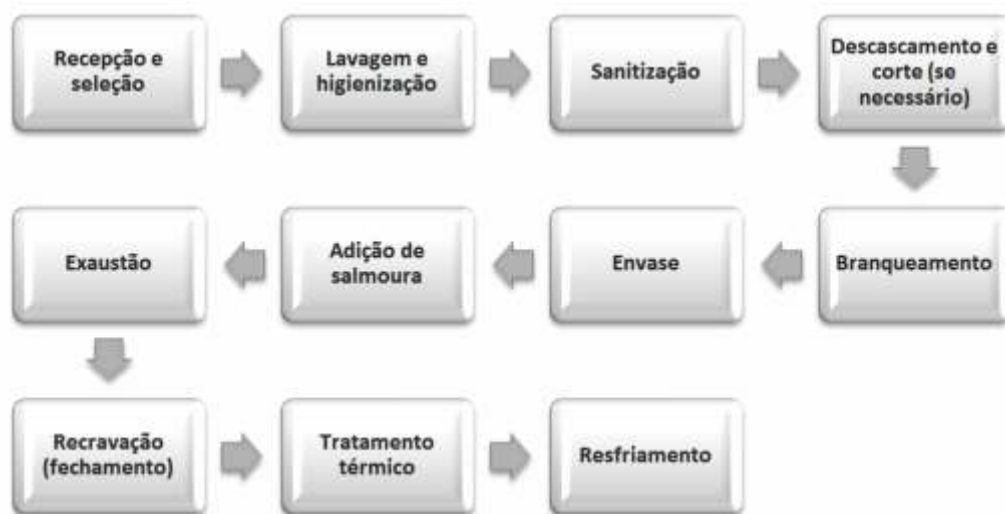 Recepção e
seleção
Lavagem e
higienização
Sanitização
Descascamento e
corte (se
necessário)
Branqueamento
Envase
Adição de
salmoura
Exaustão
Recravação
(fechamento)
Tratamento
térmico
Resfriamento